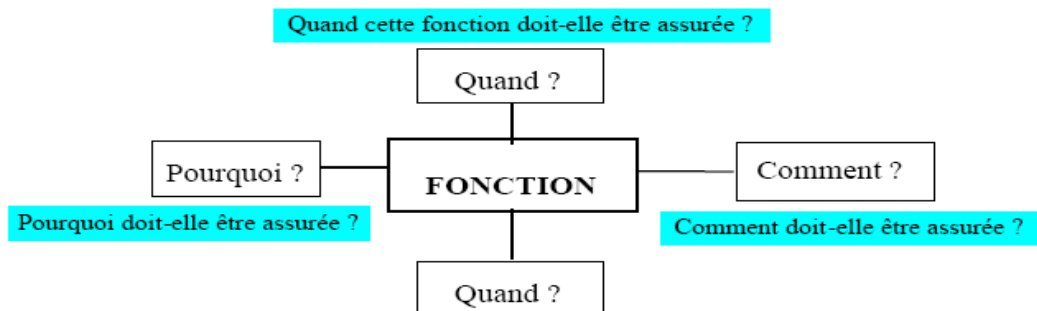 Quand cette fonction doit-elle être assurée ?
Quand ?
Pourquoi ?
FONCTION
Comment ?
Pourquoi doit-elle être assurée ?
Comment doit-elle être assurée ?
Quand ?